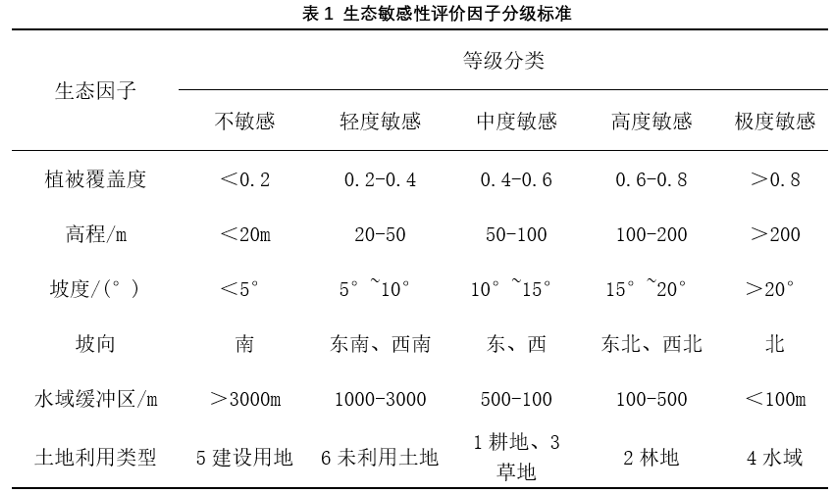 表 1 生态敏感性评价因子分级标准
生态因子 等级分类
不敏感 轻度敏感 中度敏感 高度敏感 极度敏感
植被覆盖度 ＜0.2 0.2-0.4 0.4-0.6 0.6-0.8 ＞0.8
高程/m ＜20m 20-50 50-100 100-200 ＞200
坡度/(°) ＜5° 5°~10° 10°~15° 15°~20° ＞20°
坡向 南 东南、西南 东、西 东北、西北 北
水域缓冲区/m ＞3000m 1000-3000 500-100 100-500 ＜100m
土地利用类型 5 建设用地 6 未利用土地 1 耕地、3 草地 2 林地 4 水域